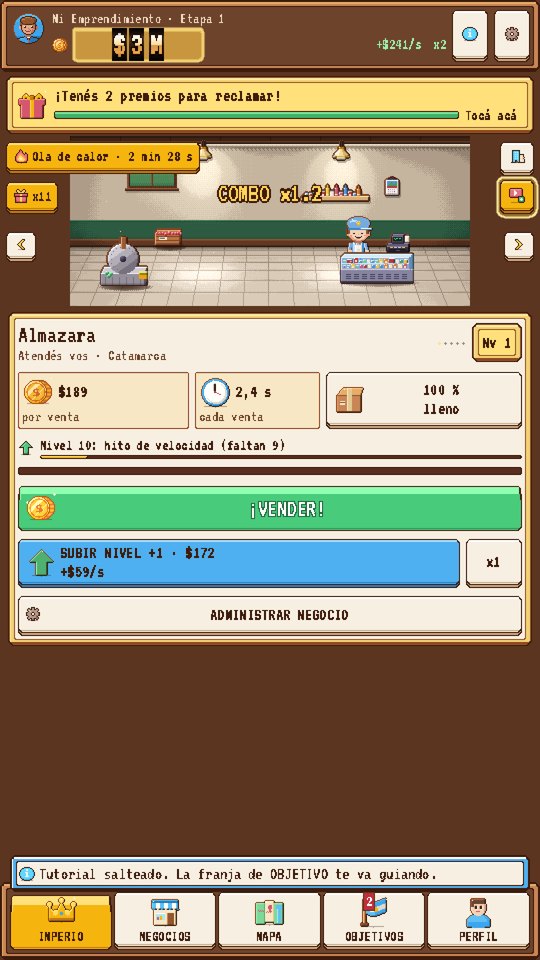 Mi Emprendimiento · Etapa 1
$3M
+$241/s x2
¡Tenés 2 premios para reclamar!
Tocá acá
Ola de calor · 2 min 28 s
x11
COMBO x1.2
Almazara
Atendés vos · Catamarca
Nv 1
$189
por venta
2,4 s
cada venta
100 %
lleno
Nivel 10: hito de velocidad (faltan 9)
¡VENDER!
SUBIR NIVEL +1 · $172
+$59/s
x1
ADMINISTRAR NEGOCIO
Tutorial salteado. La franja de OBJETIVO te va guiando.
2
IMPERIO
NEGOCIOS
MAPA
OBJETIVOS
PERFIL